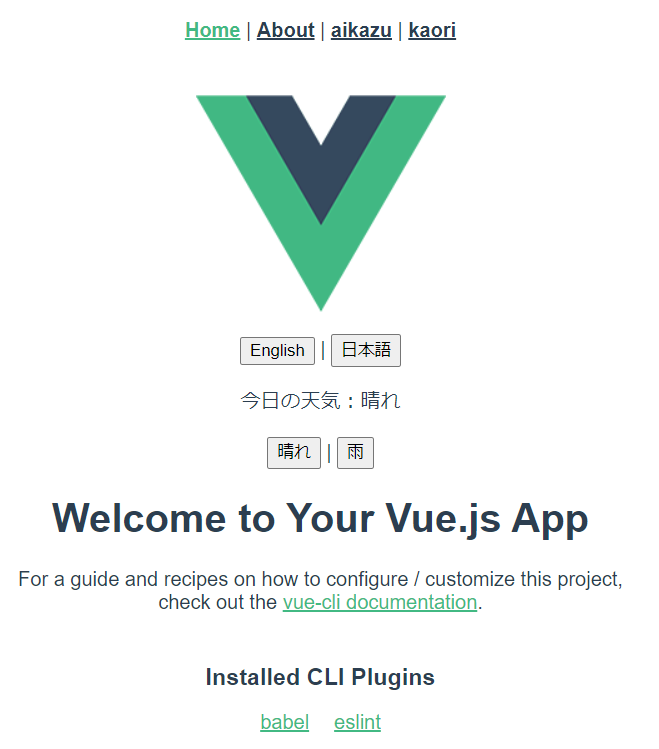 Home | About | aikazu | kaori
English | 日本語
今日の天気：晴れ
晴れ | 雨
Welcome to Your Vue.js App
For a guide and recipes on how to configure / customize this project,
check out the vue-cli documentation.
Installed CLI Plugins
babel eslint